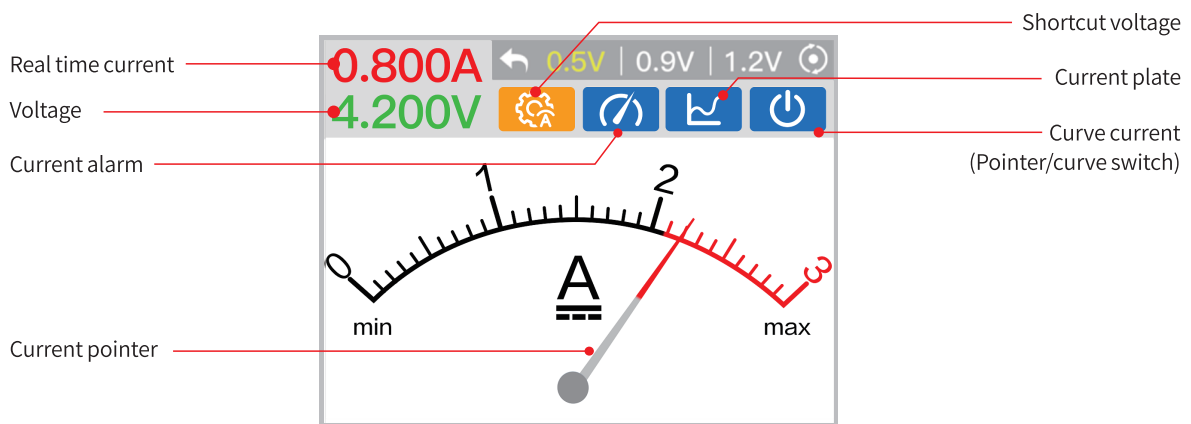 Shortcut voltage
Real time current
0.800A
0.5V | 0.9V | 1.2V
Current plate
Voltage
4.200V
A
Curve current
(Pointer/curve switch)
Current alarm
1
2
0
3
A
min
max
Current pointer